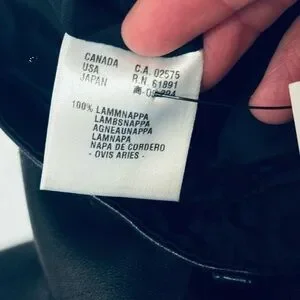 CANADA C.A. 02575
USA R.N. 61891
JAPAN
100% LAMMNAPPA
LAMBSNAPPA
AGNEAUNAPPA
LAMNAPA
NAPA DE CORDERO
- OVIS ARIES -